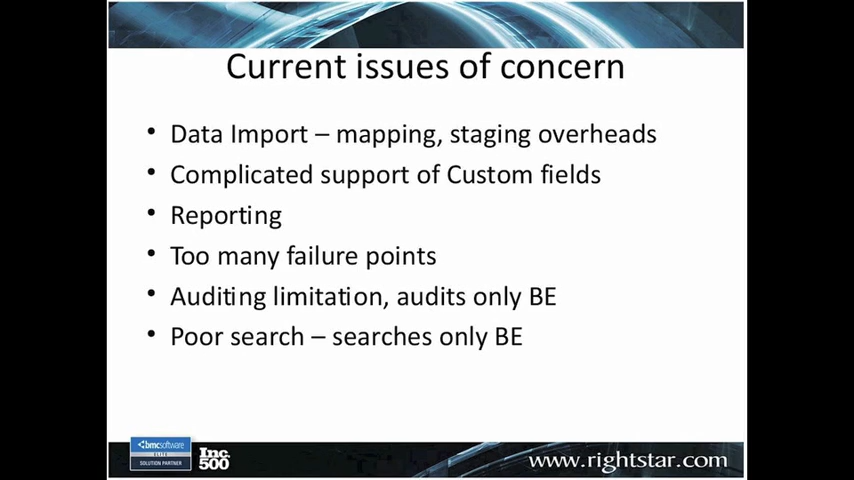 Current issues of concern
• Data Import – mapping, staging overheads
• Complicated support of Custom fields
• Reporting
• Too many failure points
• Auditing limitation, audits only BE
• Poor search – searches only BE
bmcsoftware
ELITE
SOLUTION PARTNER
Inc.
500
www.rightstar.com